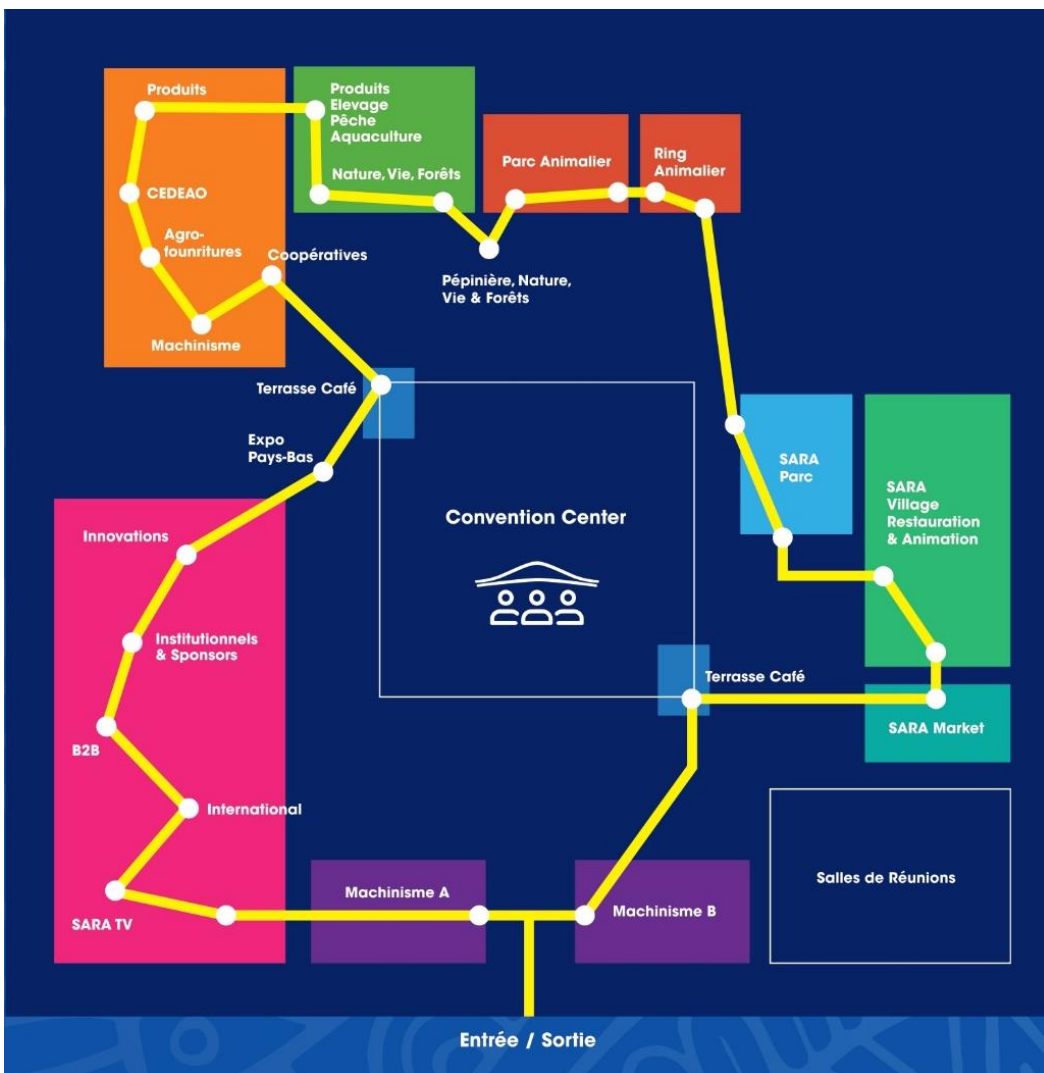 Produits
Produits
Elevage
Pêche
Aquaculture
Parc Animalier
Ring
Animalier
Nature, Vie, Forêts
CEDEAO
Agro-
founritures
Coopératives
Pépinière, Nature,
Vie & Forêts
Machinisme
Terrasse Café
Expo
Pays-Bas
SARA
Parc
SARA
Village
Restauration
& Animation
Convention Center
Innovations
Institutionnels
& Sponsors
Terrasse Café
SARA Market
B2B
International
Salles de Réunions
Machinisme A
Machinisme B
SARA TV
Entrée / Sortie